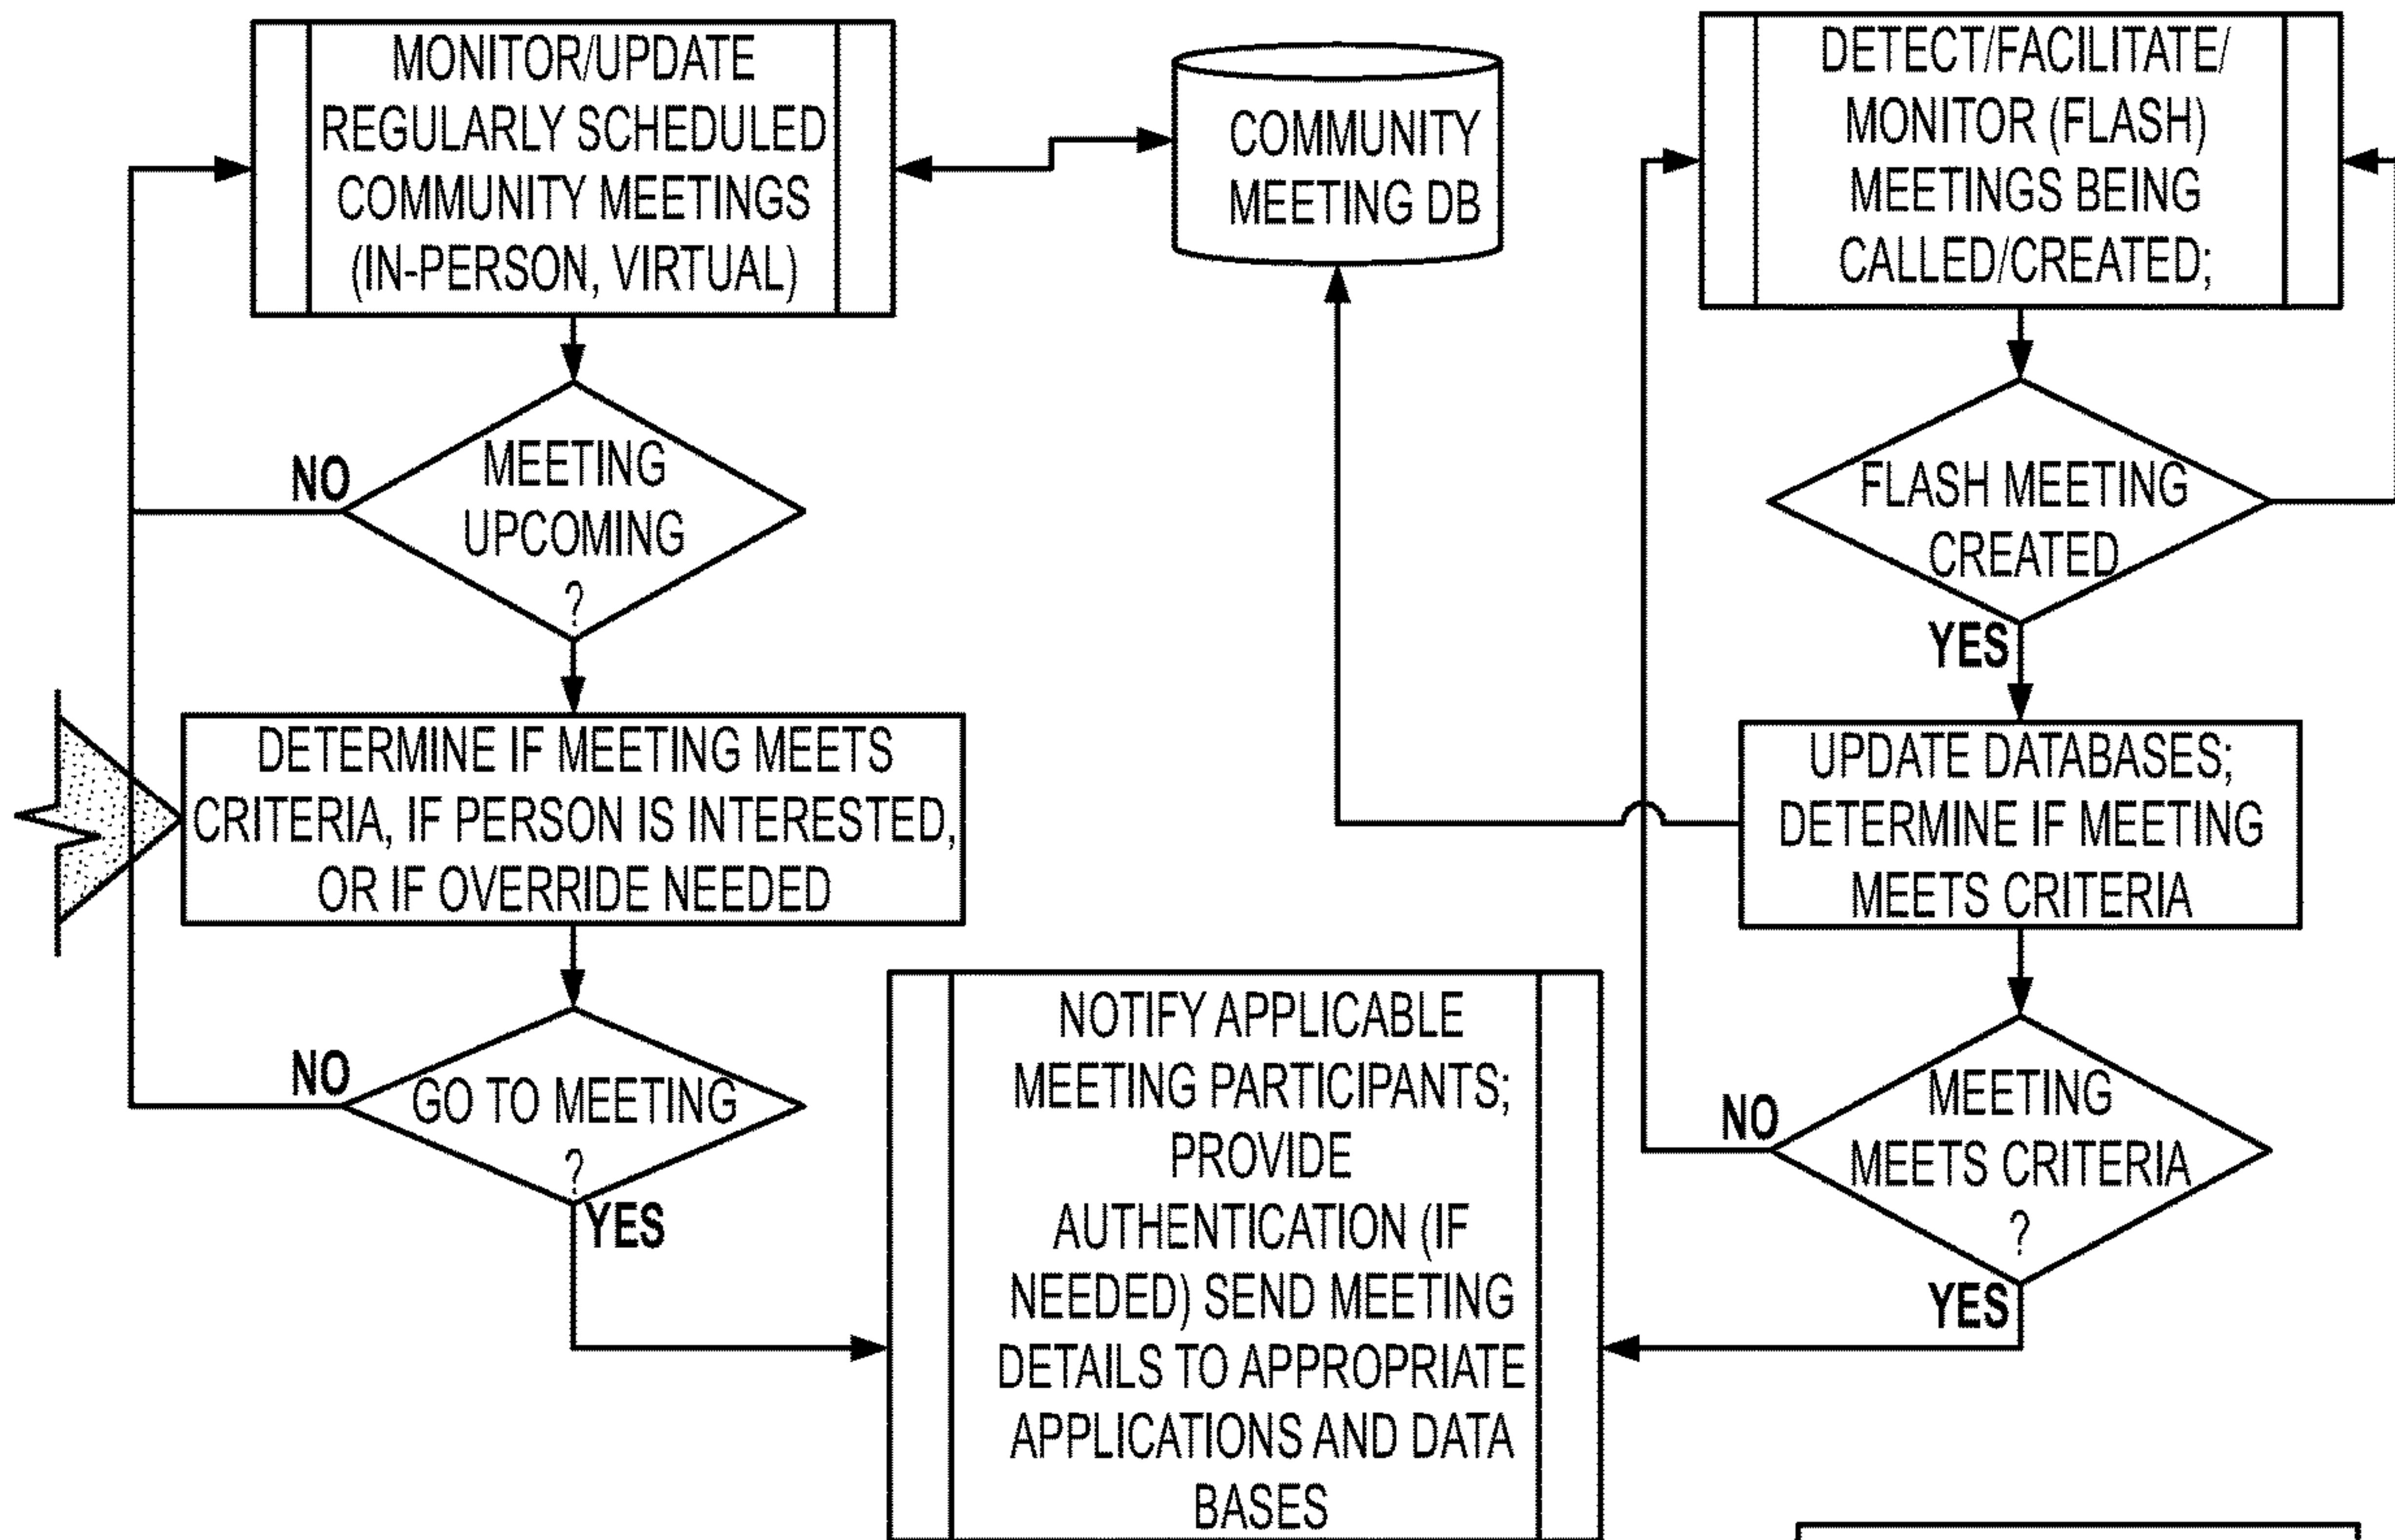 MONITOR/UPDATE
REGULARLY SCHEDULED
COMMUNITY MEETINGS
(IN-PERSON, VIRTUAL)
COMMUNITY
MEETING DB
DETECT/FACILITATE/
MONITOR (FLASH)
MEETINGS BEING
CALLED/CREATED;
NO
MEETING
UPCOMING
?
FLASH MEETING
CREATED
YES
DETERMINE IF MEETING MEETS
CRITERIA, IF PERSON IS INTERESTED,
OR IF OVERRIDE NEEDED
UPDATE DATABASES;
DETERMINE IF MEETING
MEETS CRITERIA
NO
GO TO MEETING
?
YES
NOTIFY APPLICABLE
MEETING PARTICIPANTS;
PROVIDE
AUTHENTICATION (IF
NEEDED) SEND MEETING
DETAILS TO APPROPRIATE
APPLICATIONS AND DATA
BASES
NO
MEETING
MEETS CRITERIA
?
YES